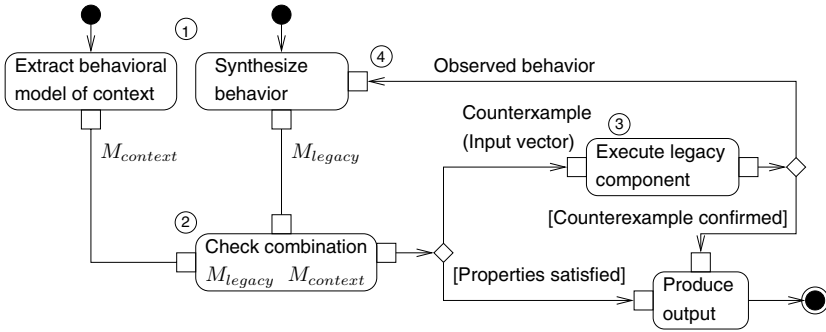 ①
④
Extract behavioral
model of context
Synthesize
behavior
Observed behavior
Counterxample
(Input vector)
③
Execute legacy
component
M_context
M_legacy
②
Check combination
M_legacy M_context
[Counterexample confirmed]
[Properties satisfied]
Produce
output